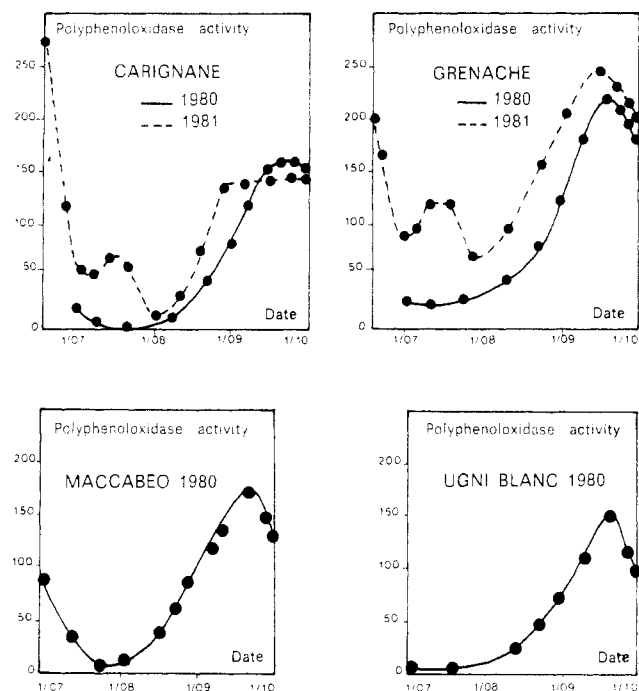 Polyphenoloxidase activity
CARIGNANE
1980
1981
250
200
150
100
50
0
Date
1/07 1/08 1/09 1/10
Polyphenoloxidase activity
GRENACHE
1980
1981
250
200
150
100
50
0
Date
1/07 1/08 1/09 1/10
Polyphenoloxidase activity
MACCABEO 1980
200
150
100
50
0
Date
1/07 1/08 1/09 1/10
Polyphenoloxidase activity
UGNI BLANC 1980
200
150
100
50
0
Date
1/07 1/08 1/09 1/10